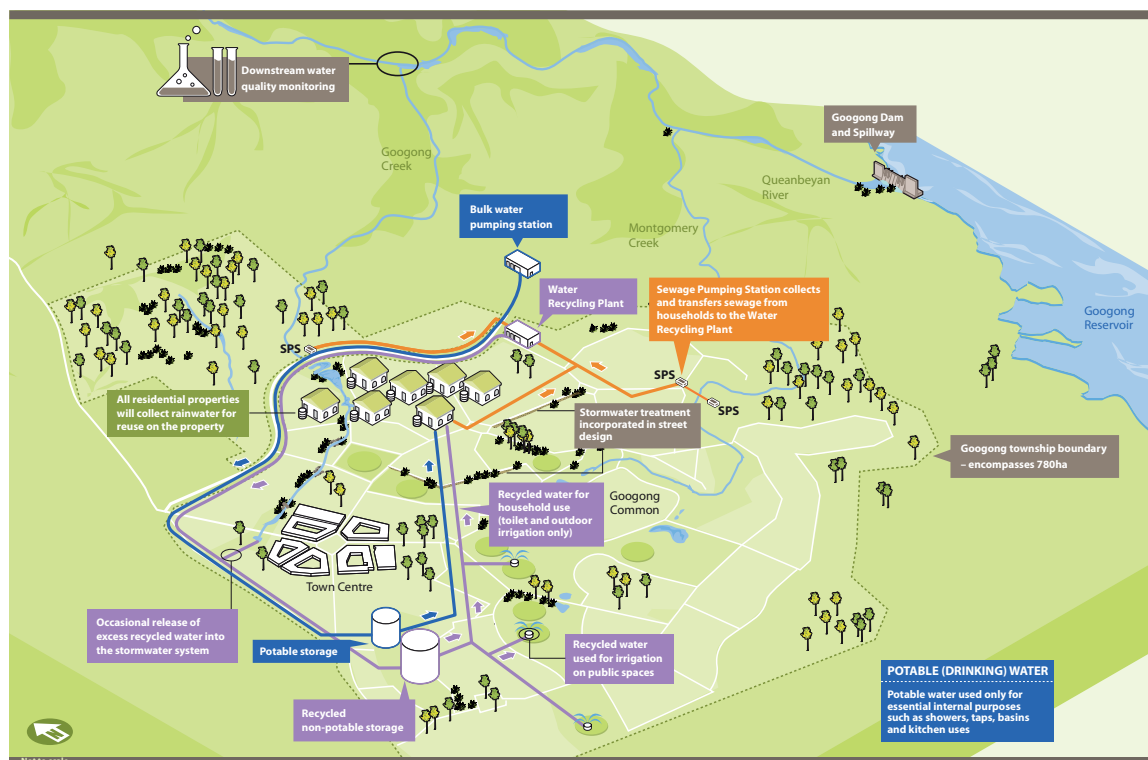 Downstream water
quality monitoring
Googong Dam
and Spillway
Googong
Creek
Queanbeyan
River
Bulk water
pumping station
Montgomery
Creek
Water
Recycling Plant
Sewage Pumping Station collects
and transfers sewage from
households to the Water
Recycling Plant
Googong
Reservoir
SPS
SPS
SPS
All residential properties
will collect rainwater for
reuse on the property
Stormwater treatment
incorporated in street
design
Googong township boundary
– encompasses 780ha
Recycled water for
household use
(toilet and outdoor
irrigation only)
Googong
Common
Town Centre
Occasional release of
excess recycled water into
the stormwater system
Potable storage
Recycled water
used for irrigation
on public spaces
Recycled
non-potable storage
POTABLE (DRINKING) WATER
Potable water used only for
essential internal purposes
such as showers, taps, basins
and kitchen uses
N